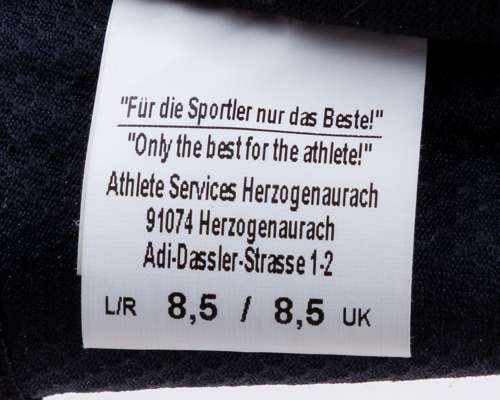 "Für die Sportler nur das Beste!"
"Only the best for the athlete!"
Athlete Services Herzogenaurach
91074 Herzogenaurach
Adi-Dassler-Strasse 1-2
L/R 8,5 / 8,5 UK